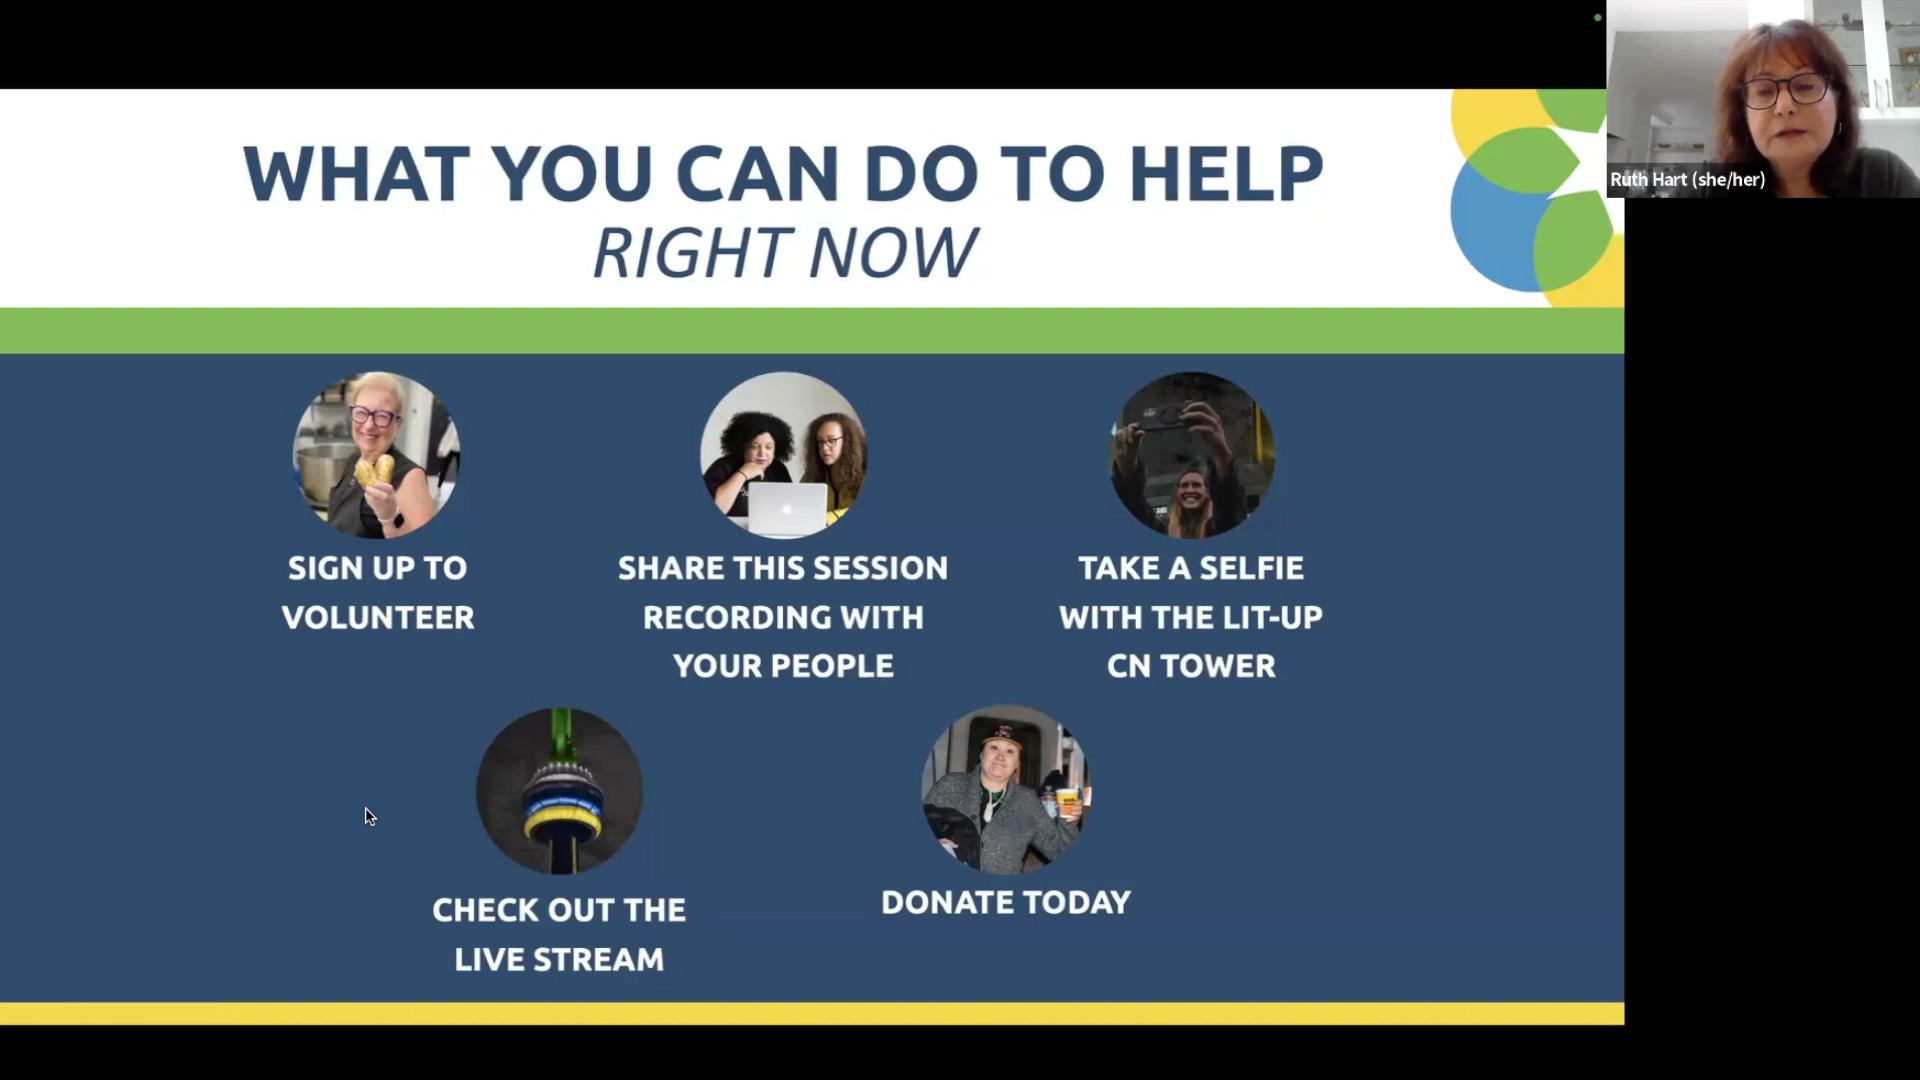 WHAT YOU CAN DO TO HELP
RIGHT NOW
Ruth Hart (she/her)
SIGN UP TO
VOLUNTEER
SHARE THIS SESSION
RECORDING WITH
YOUR PEOPLE
TAKE A SELFIE
WITH THE LIT-UP
CN TOWER
CHECK OUT THE
LIVE STREAM
DONATE TODAY